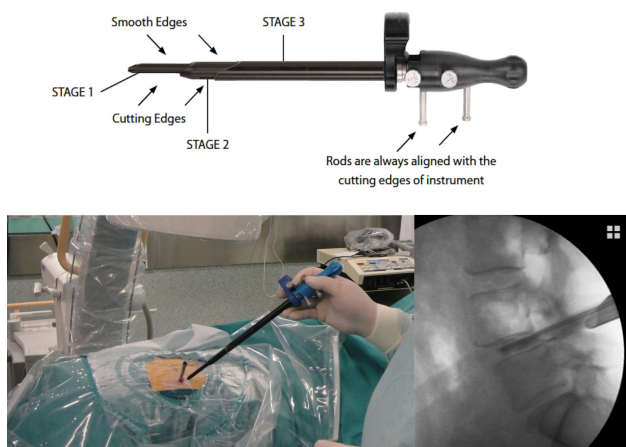 Smooth Edges
STAGE 3
STAGE 1
Cutting Edges
STAGE 2
Rods are always aligned with the
cutting edges of instrument